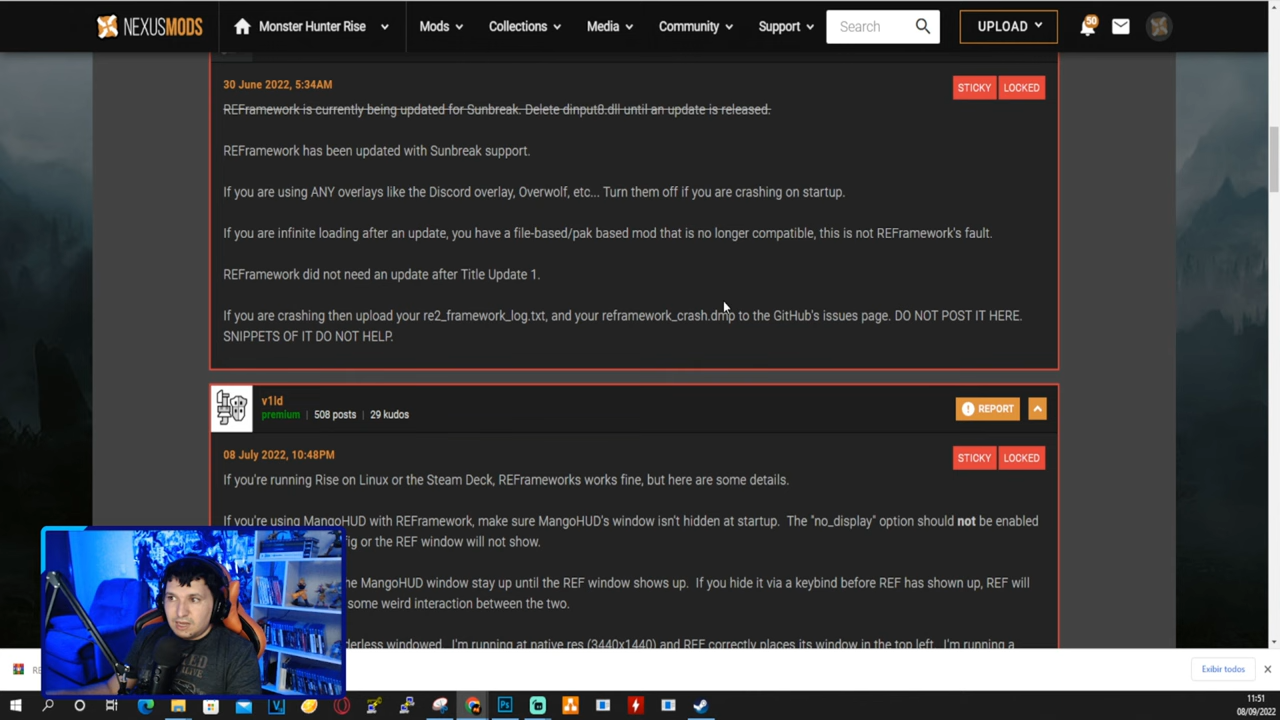 NEXUSMODS
Monster Hunter Rise
Mods
Collections
Media
Community
Support
Search
UPLOAD
50
30 June 2022, 5:34AM
STICKY
LOCKED
REFramework is currently being updated for Sunbreak. Delete dinput8.dll until an update is released.
REFramework has been updated with Sunbreak support.
If you are using ANY overlays like the Discord overlay, Overwolf, etc... Turn them off if you are crashing on startup.
If you are infinite loading after an update, you have a file-based/pak based mod that is no longer compatible, this is not REFramework's fault.
REFramework did not need an update after Title Update 1.
If you are crashing then upload your re2_framework_log.txt, and your reframework_crash.dmp to the GitHub's issues page. DO NOT POST IT HERE.
SNIPPETS OF IT DO NOT HELP.
v1ld
premium | 508 posts | 29 kudos
REPORT
08 July 2022, 10:48PM
STICKY
LOCKED
If you're running Rise on Linux or the Steam Deck, REFrameworks works fine, but here are some details.
If you're using MangoHUD with REFramework, make sure MangoHUD's window isn't hidden at startup. The "no_display" option should not be enabled
fig or the REF window will not show.
he MangoHUD window stay up until the REF window shows up. If you hide it via a keybind before REF has shown up, REF will
some weird interaction between the two.
derless windowed. I'm running at native res (3440x1440) and REF correctly places its window in the top left. I'm running a
RE
Exibir todos
11:51
08/09/2022